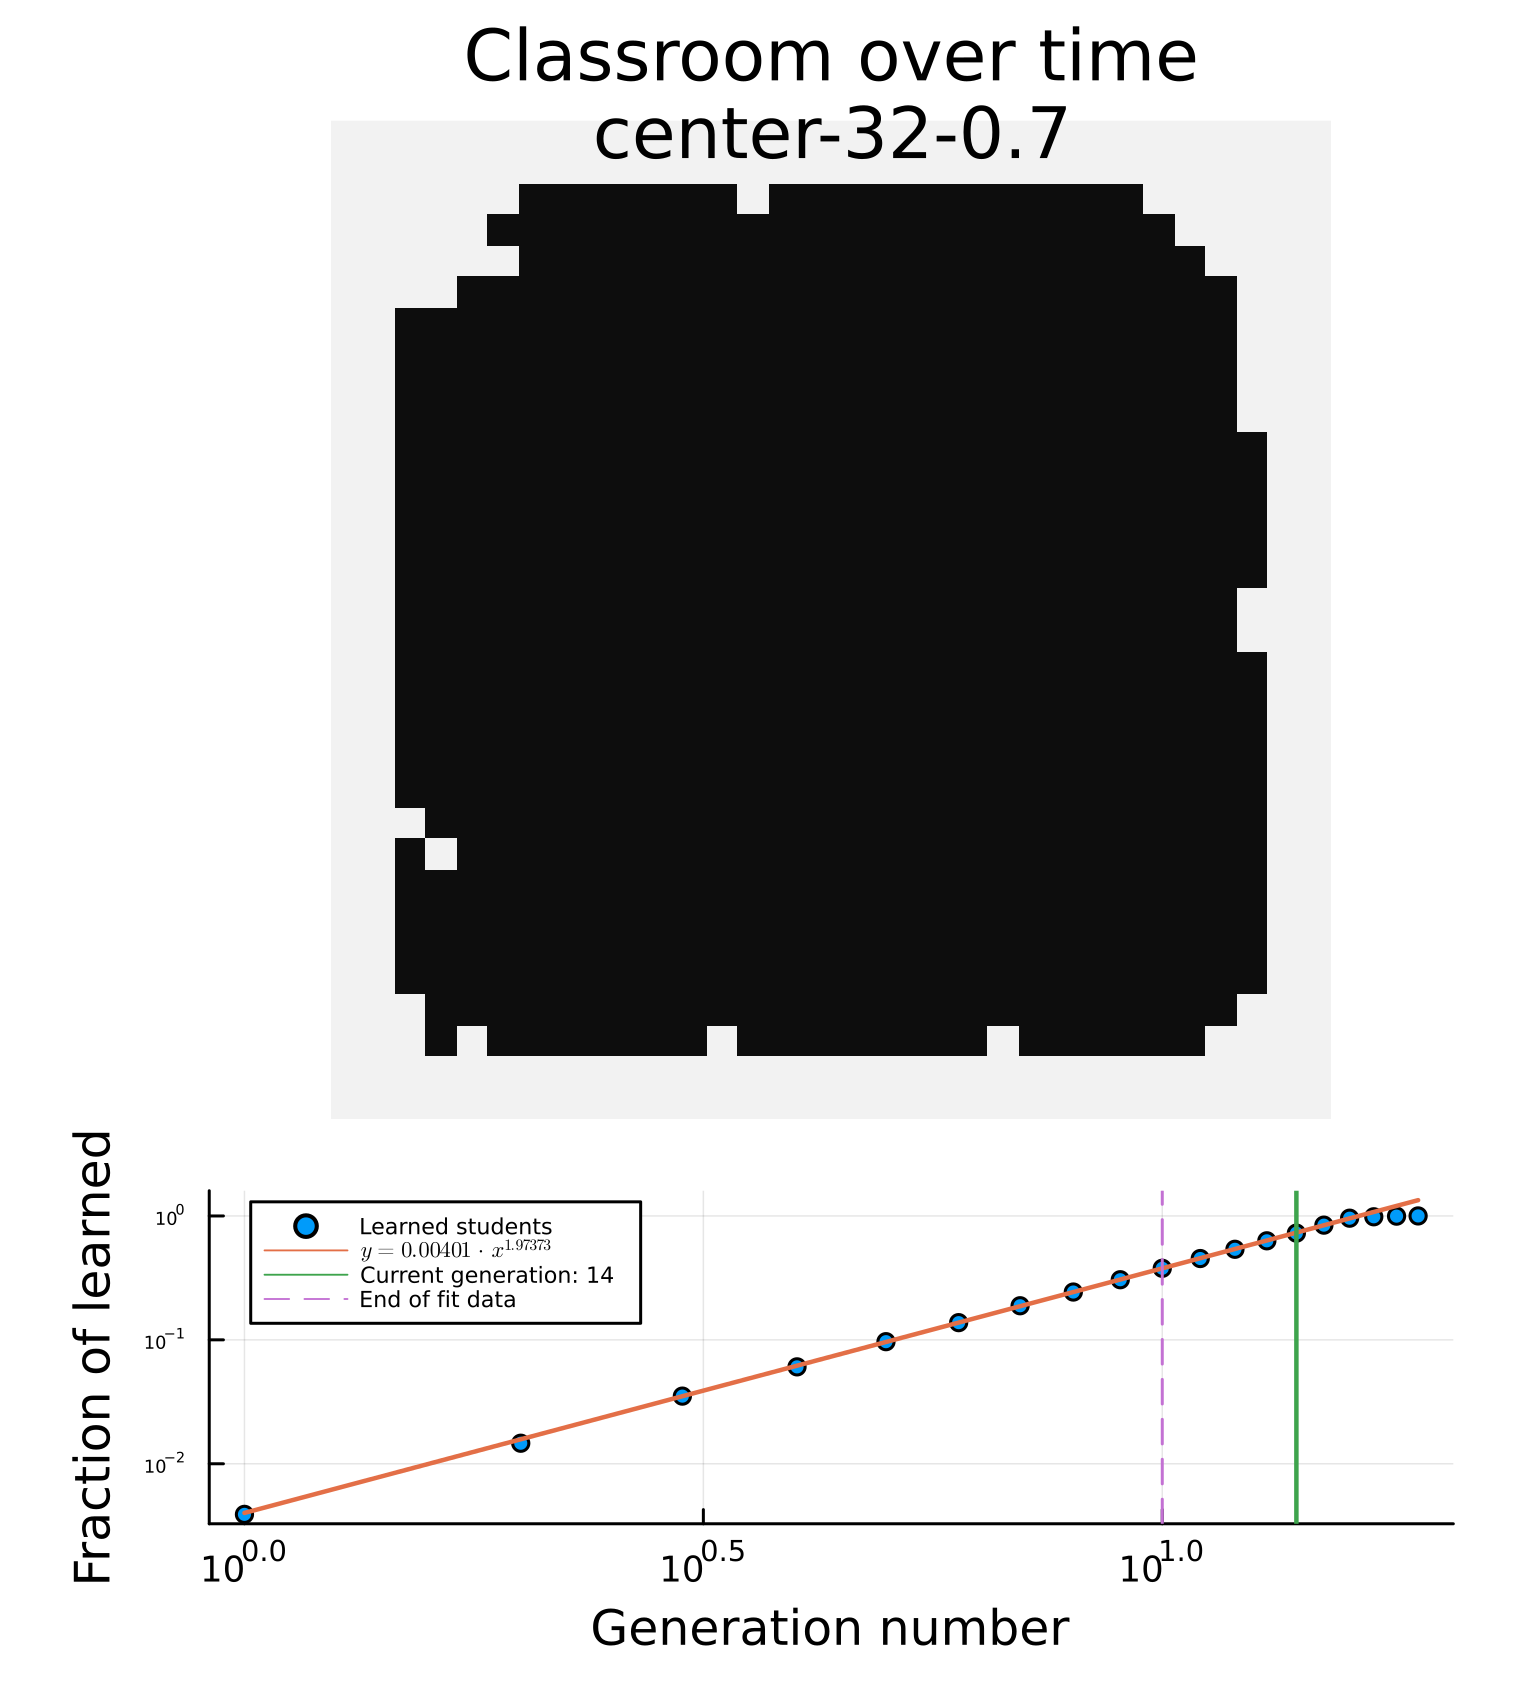 Classroom over time
center-32-0.7
Fraction of learned
10⁰
10⁻¹
10⁻²
Learned students
y = 0.00401 · x^1.97373
Current generation: 14
End of fit data
10^0.0 10^0.5 10^1.0
Generation number